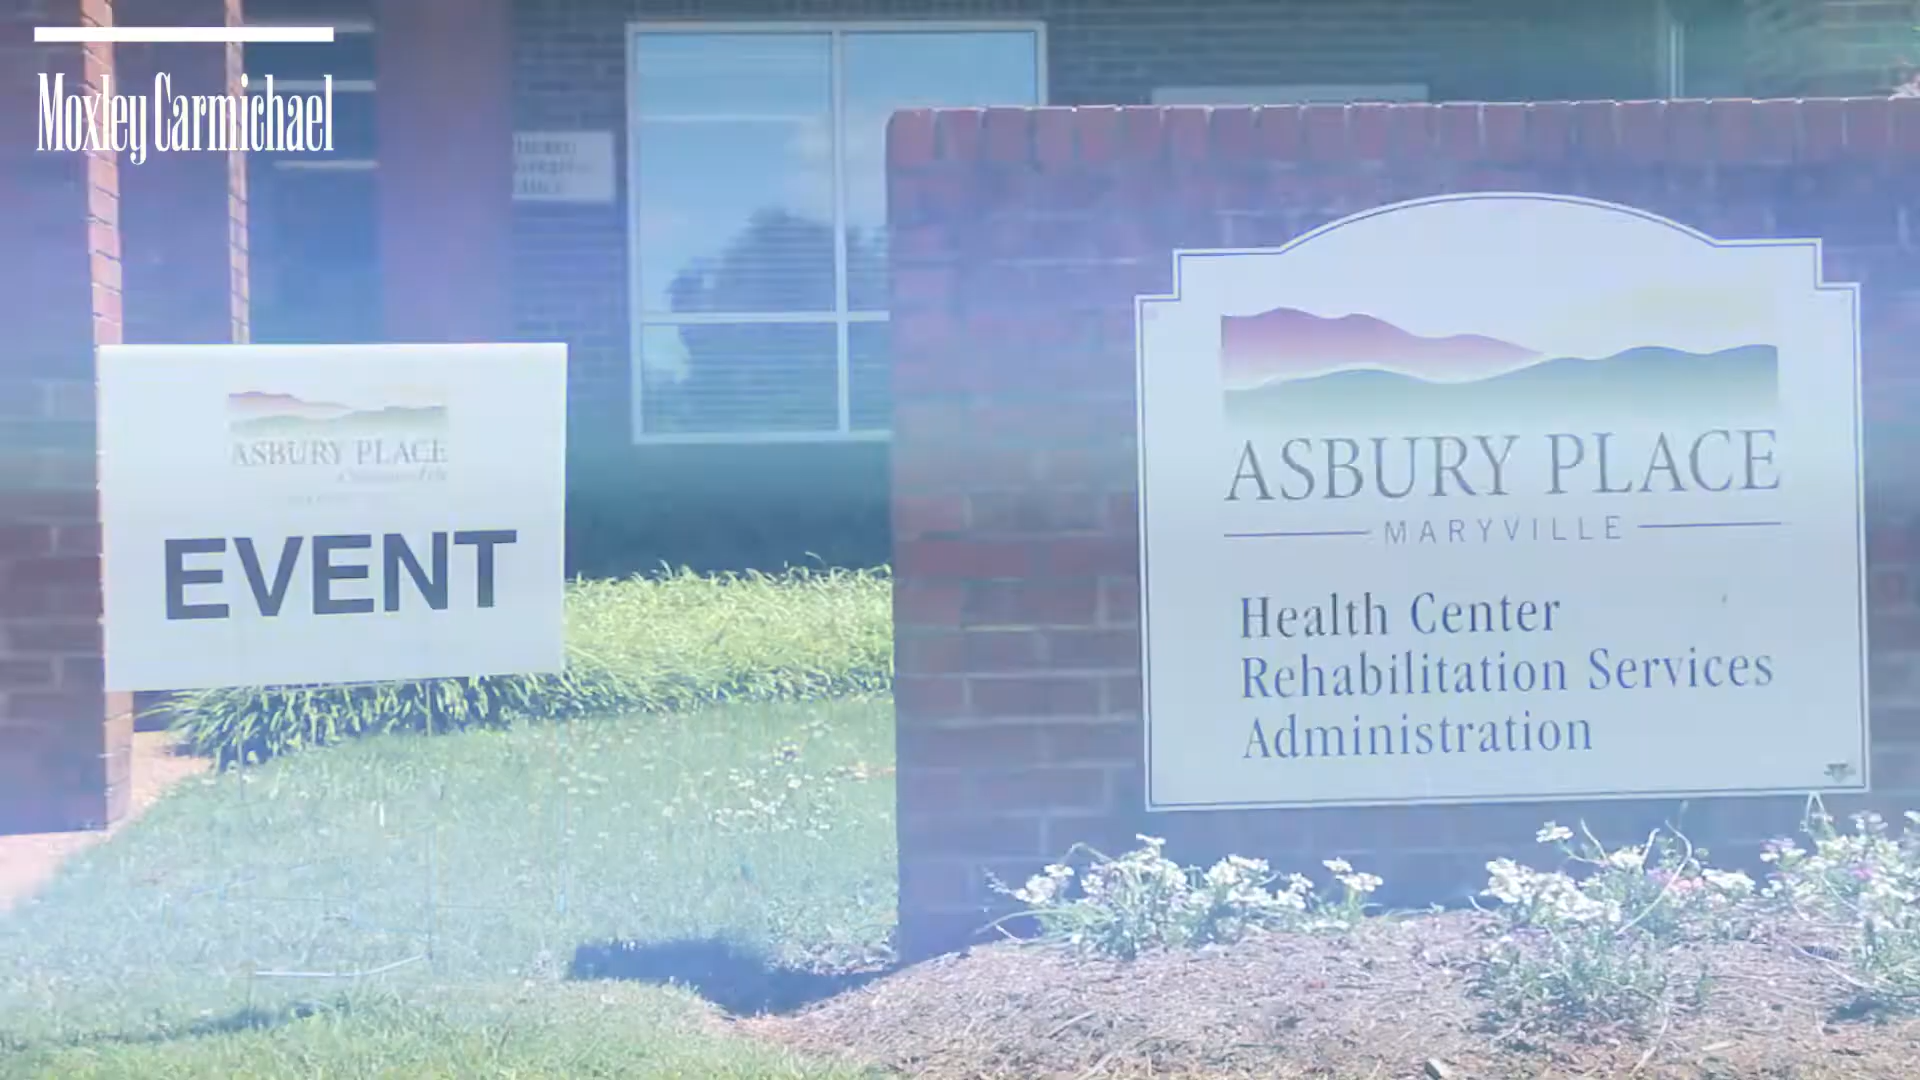 Moxley Carmichael
ASBURY PLACE
EVENT
ASBURY PLACE
MARYVILLE
Health Center
Rehabilitation Services
Administration